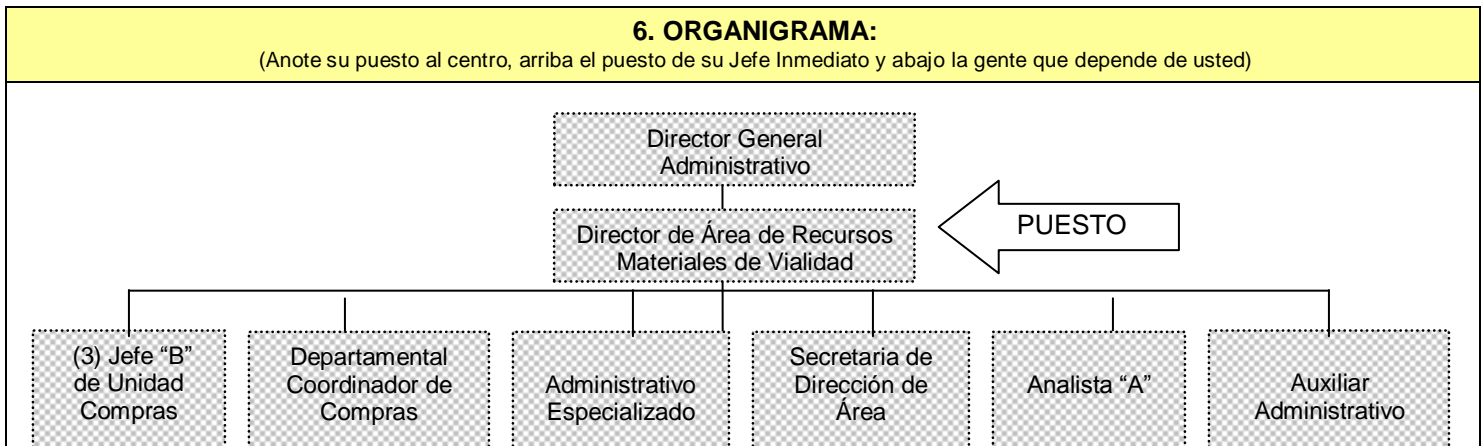 6. ORGANIGRAMA:
(Anote su puesto al centro, arriba el puesto de su Jefe Inmediato y abajo la gente que depende de usted)
Director General
Administrativo
Director de Área de Recursos
Materiales de Vialidad
PUESTO
(3) Jefe “B”
de Unidad
Compras
Departamental
Coordinador de
Compras
Administrativo
Especializado
Secretaria de
Dirección de
Área
Analista “A”
Auxiliar
Administrativo